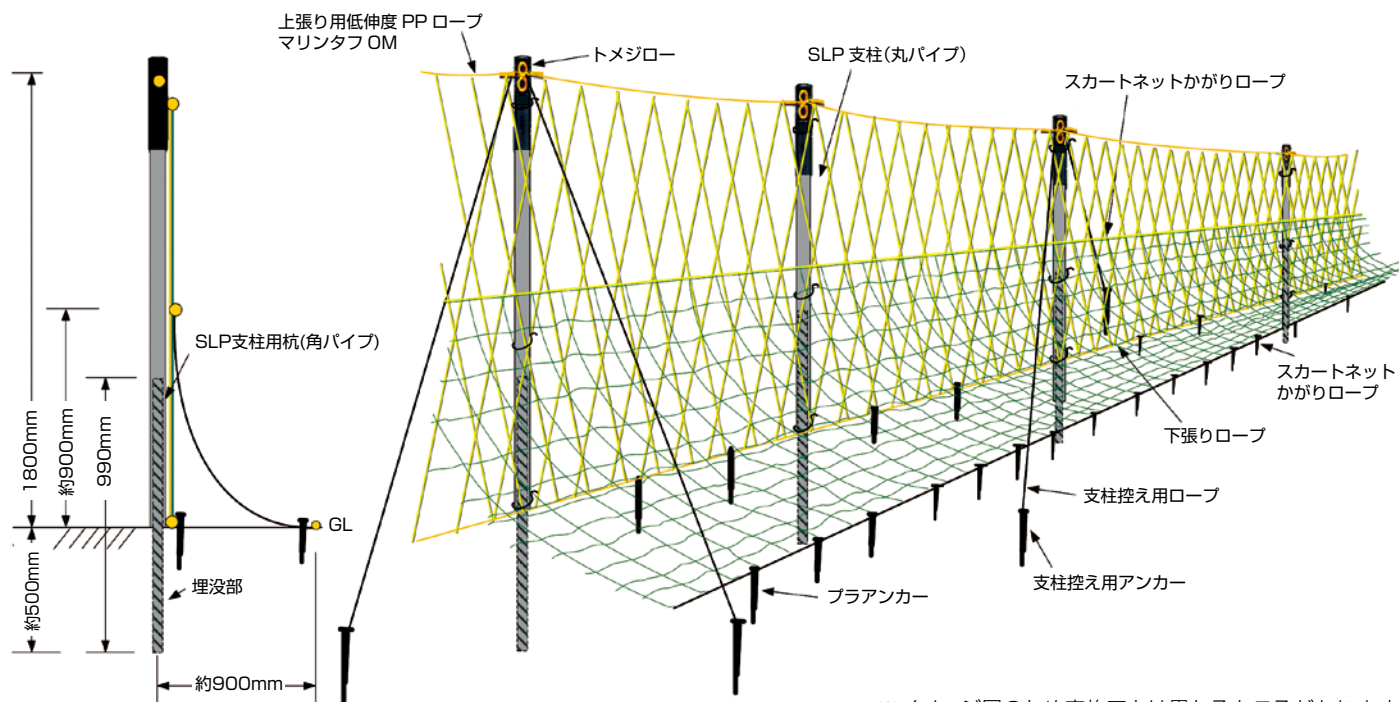 上張り用低伸度 PP ロープ
マリンタフ OM
トメジロー
SLP 支柱(丸パイプ)
スカートネットかがりロープ
SLP支柱用杭(角パイプ)
1800mm
約900mm
990mm
約500mm
GL
埋没部
約900mm
スカートネット
かがりロープ
下張りロープ
支柱控え用ロープ
支柱控え用アンカー
プラアンカー